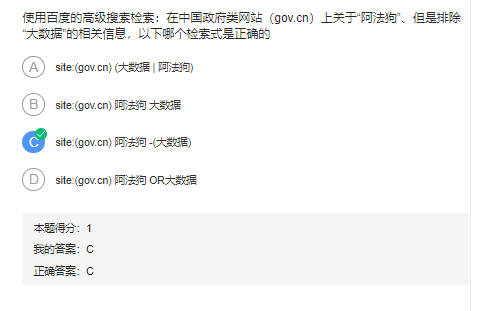 使用百度的高级搜索检索：在中国政府类网站（gov.cn）上关于“阿法狗”、但是排除
“大数据”的相关信息，以下哪个检索式是正确的
A site:(gov.cn) (大数据 | 阿法狗)
B site:(gov.cn) 阿法狗 大数据
C site:(gov.cn) 阿法狗 -(大数据)
D site:(gov.cn) 阿法狗 OR大数据
本题得分：1
我的答案：C
正确答案：C